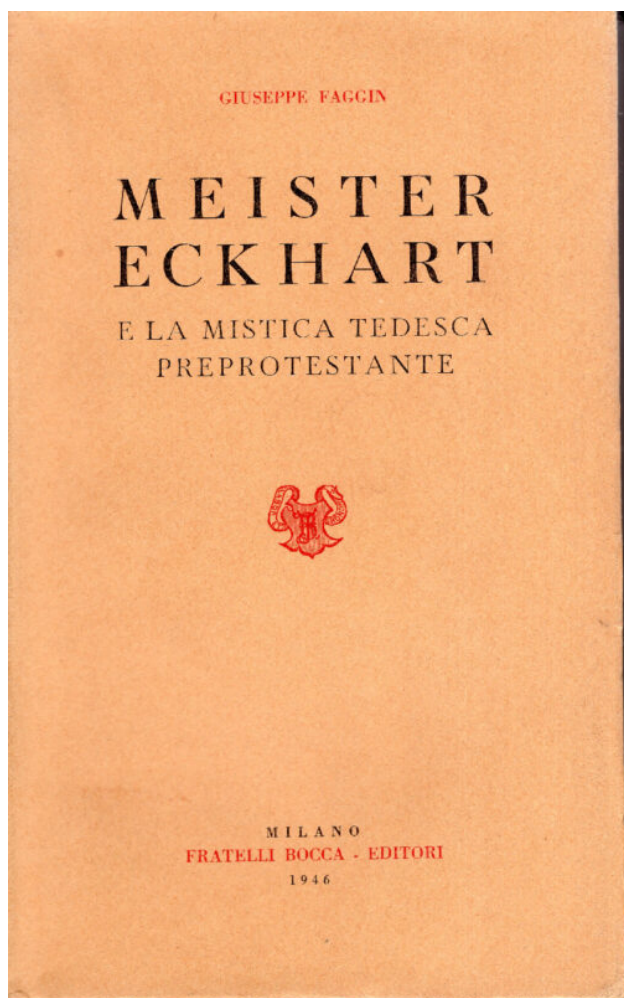 GIUSEPPE FAGGIN
MEISTER
ECKHART
E LA MISTICA TEDESCA
PREPROTESTANTE
MILANO
FRATELLI BOCCA - EDITORI
1946